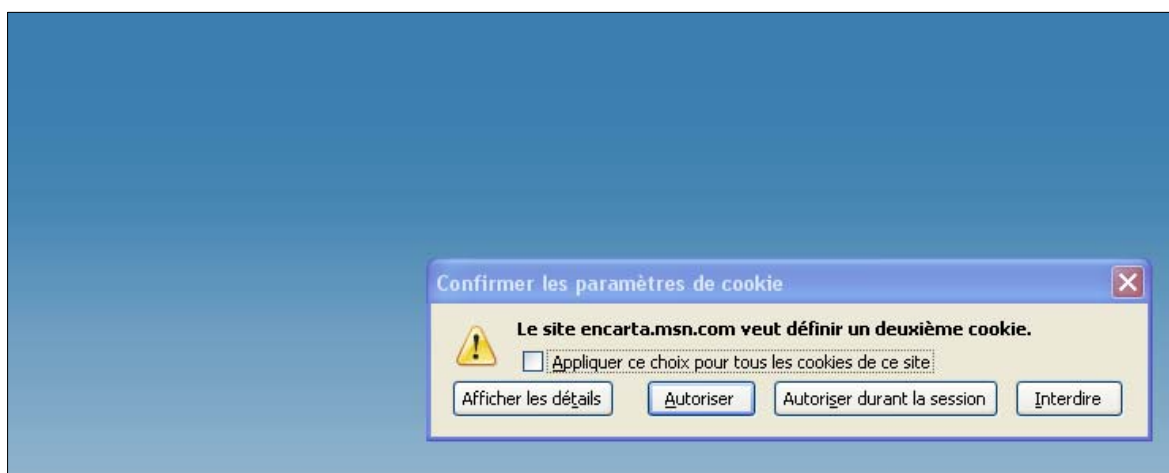 Confirmer les paramètres de cookie
Le site encarta.msn.com veut définir un deuxième cookie.
Appliquer ce choix pour tous les cookies de ce site
Afficher les détails Autoriser Autoriser durant la session Interdire